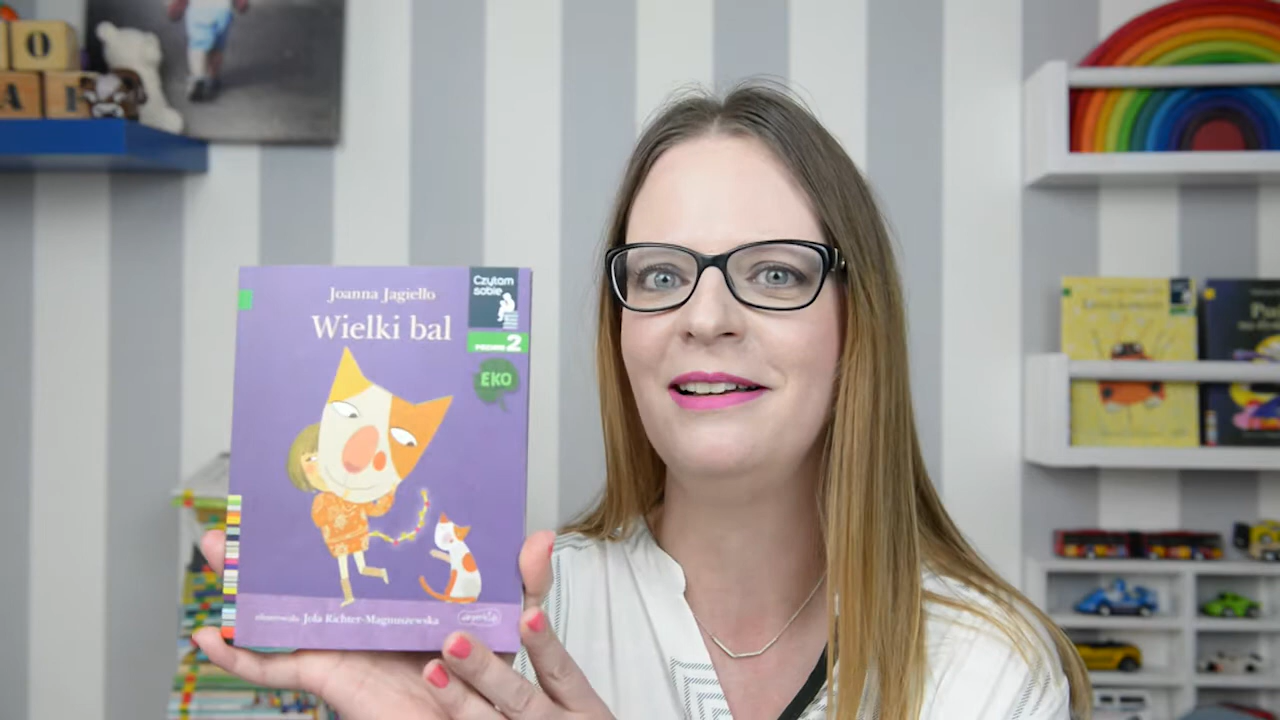 O
A
Joanna Jagiełło
Wielki bal
Czytam
sobie
POZIOM 2
EKO
ilustrowała Jola Richter-Magnuszewska